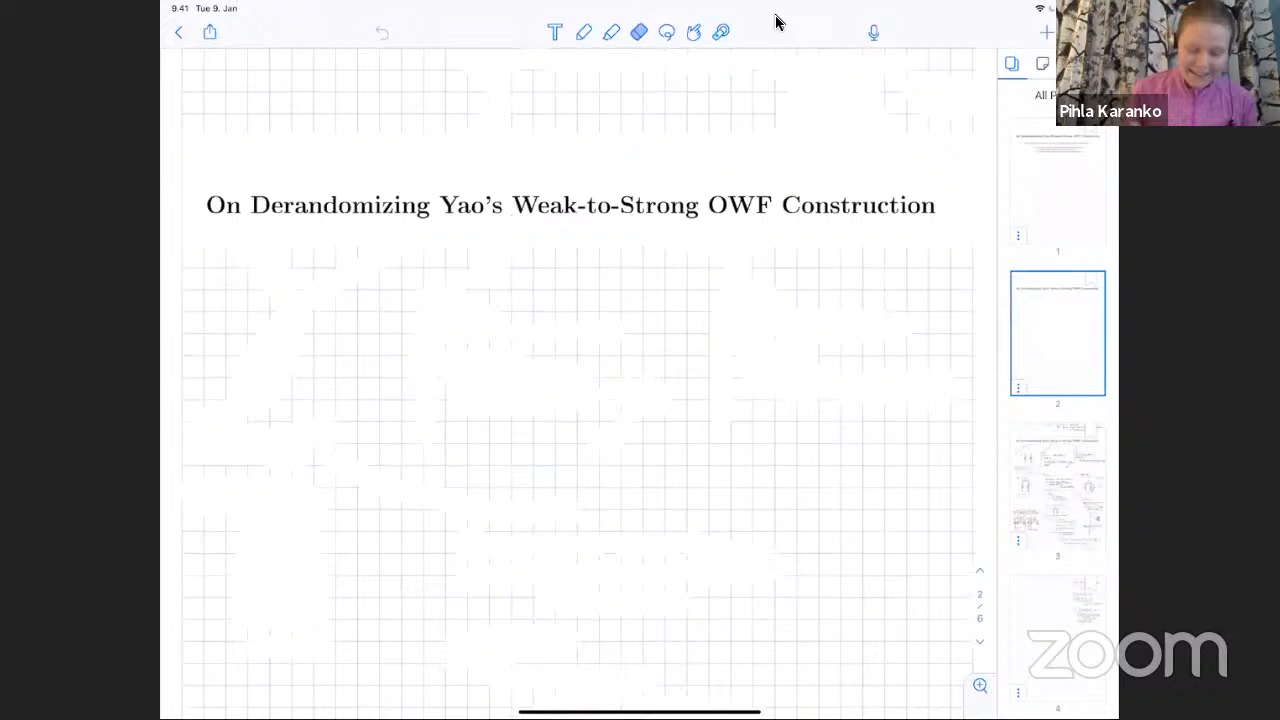 9.41 Tue 9. Jan
All P
Pihla Karanko
On Derandomizing Yao's Weak-to-Strong OWF Construction
1
2
3
4
2
6
zoom